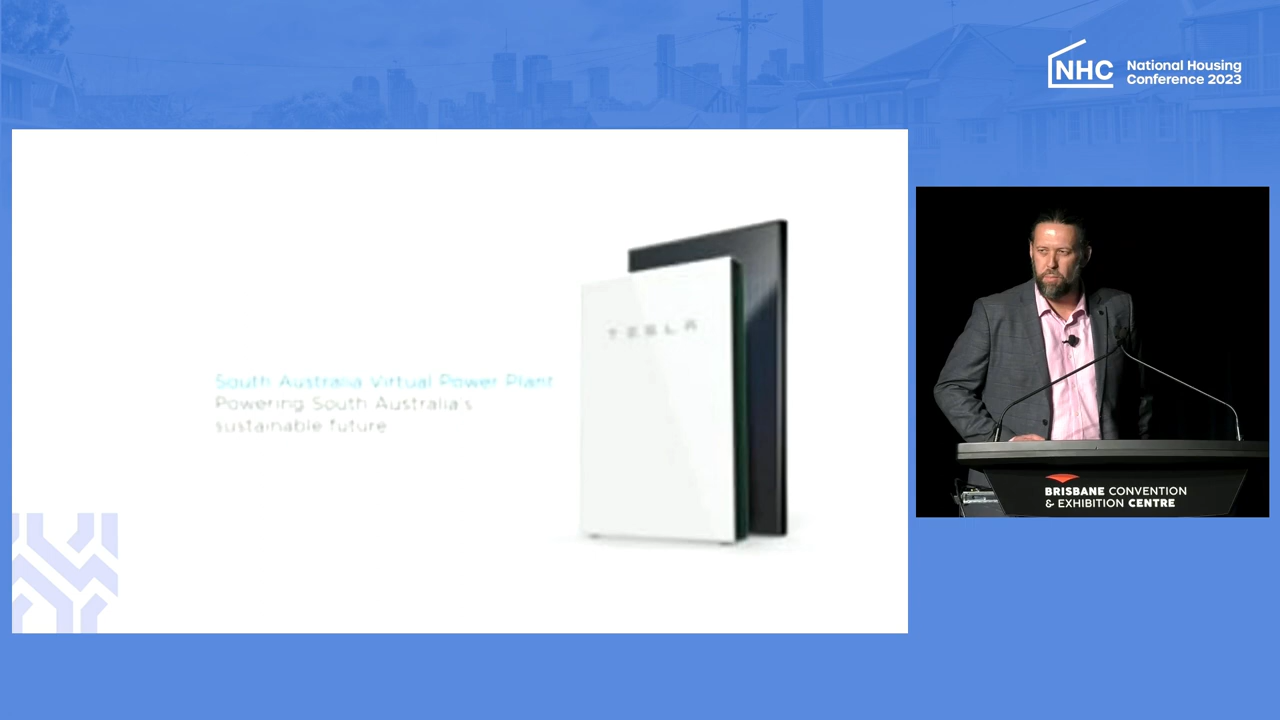 NHC
National Housing
Conference 2023
TESLA
South Australia Virtual Power Plant
Powering South Australia's
sustainable future
BRISBANE CONVENTION
& EXHIBITION CENTRE